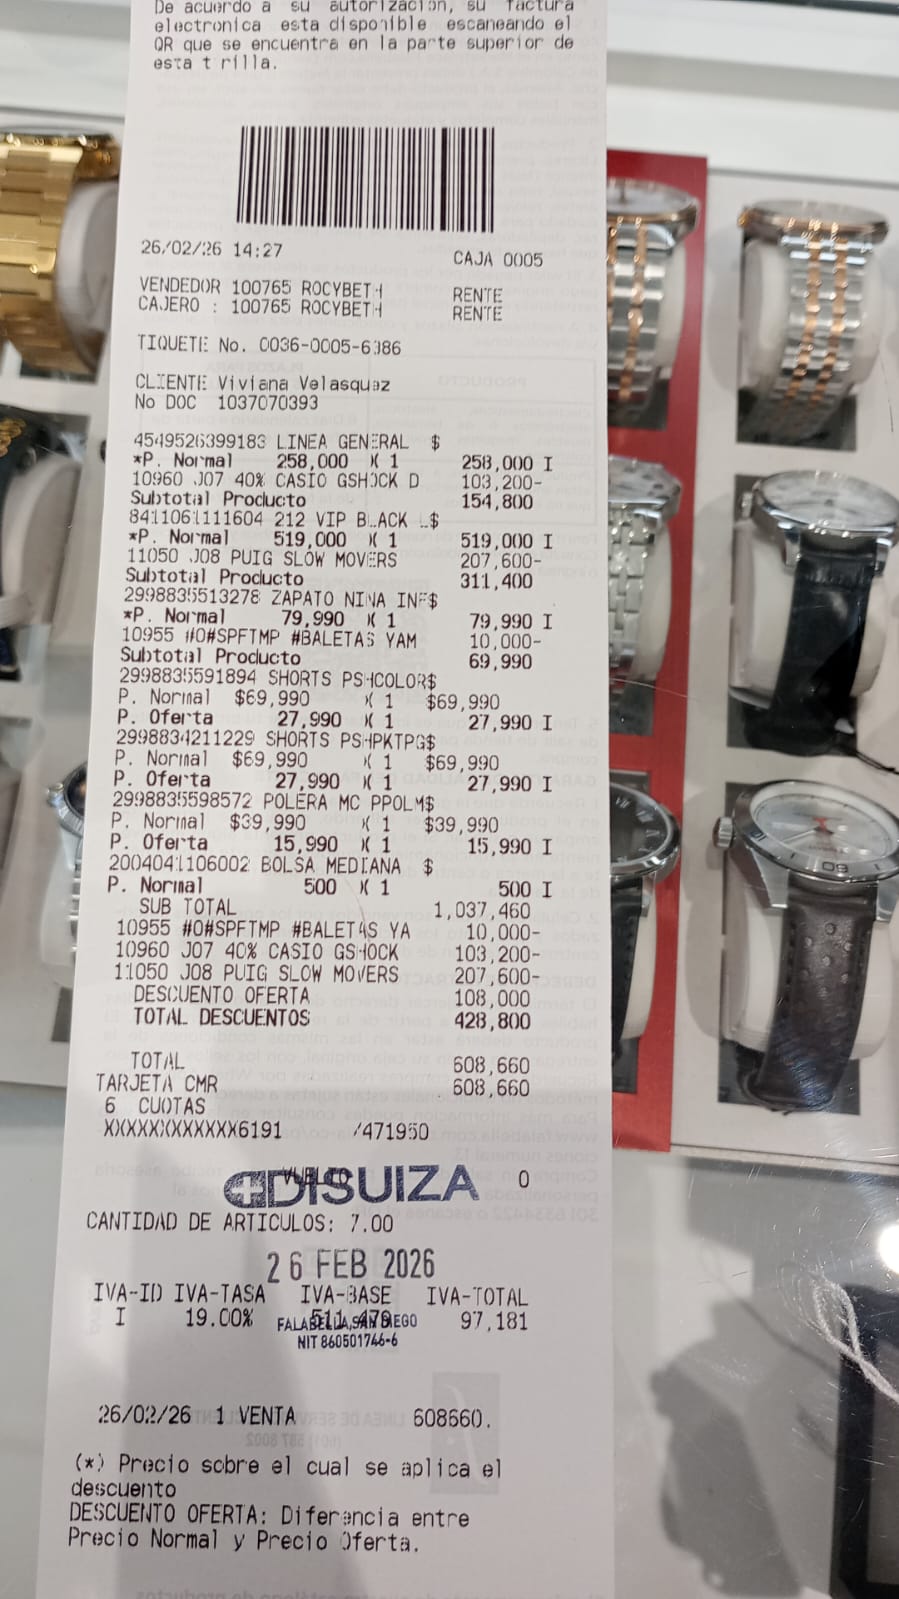 De acuerdo a su autorización, su factura
electronica esta disponible escaneando el
QR que se encuentra en la parte superior de
esta t rilla.
26/02/26 14:27 CAJA 0005
VENDEDOR 100765 ROCYBETH RENTE
CAJERO : 100765 ROCYBETH RENTE
TIQUETE No. 0036-0005-6386
CLIENTE Viviana Velasquez
No DOC 1037070393
4549526399183 LINEA GENERAL $
*P. Normal 258,000 X 1 258,000 I
10960 J07 40% CASIO GSHOCK D 103,200-
Subtotal Producto 154,800
8411061111604 212 VIP BLACK L$
*P. Normal 519,000 X 1 519,000 I
11050 J08 PUIG SLOW MOVERS 207,600-
Subtotal Producto 311,400
2998835513278 ZAPATO NINA INF$
*P. Normal 79,990 X 1 79,990 I
10955 #0#SPFTMP #BALETAS YAM 10,000-
Subtotal Producto 69,990
2998835591894 SHORTS PSHCOLOR$
P. Normal $69,990 X 1 $69,990
P. Oferta 27,990 X 1 27,990 I
2998834211229 SHORTS PSHPKTPG$
P. Normal $69,990 X 1 $69,990
P. Oferta 27,990 X 1 27,990 I
2998835598572 POLERA MC PPOLM$
P. Normal $39,990 X 1 $39,990
P. Oferta 15,990 X 1 15,990 I
2004041106002 BOLSA MEDIANA $
P. Normal 500 X 1 500 I
SUB TOTAL 1,037,460
10955 #0#SPFTMP #BALETAS YA 10,000-
10960 J07 40% CASIO GSHOCK 103,200-
11050 J08 PUIG SLOW MOVERS 207,600-
DESCUENTO OFERTA 108,000
TOTAL DESCUENTOS 428,800
TOTAL 608,660
TARJETA CMR 608,660
6 CUOTAS
XXXXXXXXXXXXX6191 /471950
VUELTO 0
DISUIZA
CANTIDAD DE ARTICULOS: 7.00
26 FEB 2026
IVA-ID IVA-TASA IVA-BASE IVA-TOTAL
I 19.00% 511,479 97,181
FALABELLA SAN DIEGO
NIT 860501746-6
26/02/26 1 VENTA 608660.
(*) Precio sobre el cual se aplica el
descuento
DESCUENTO OFERTA: Diferencia entre
Precio Normal y Precio Oferta.